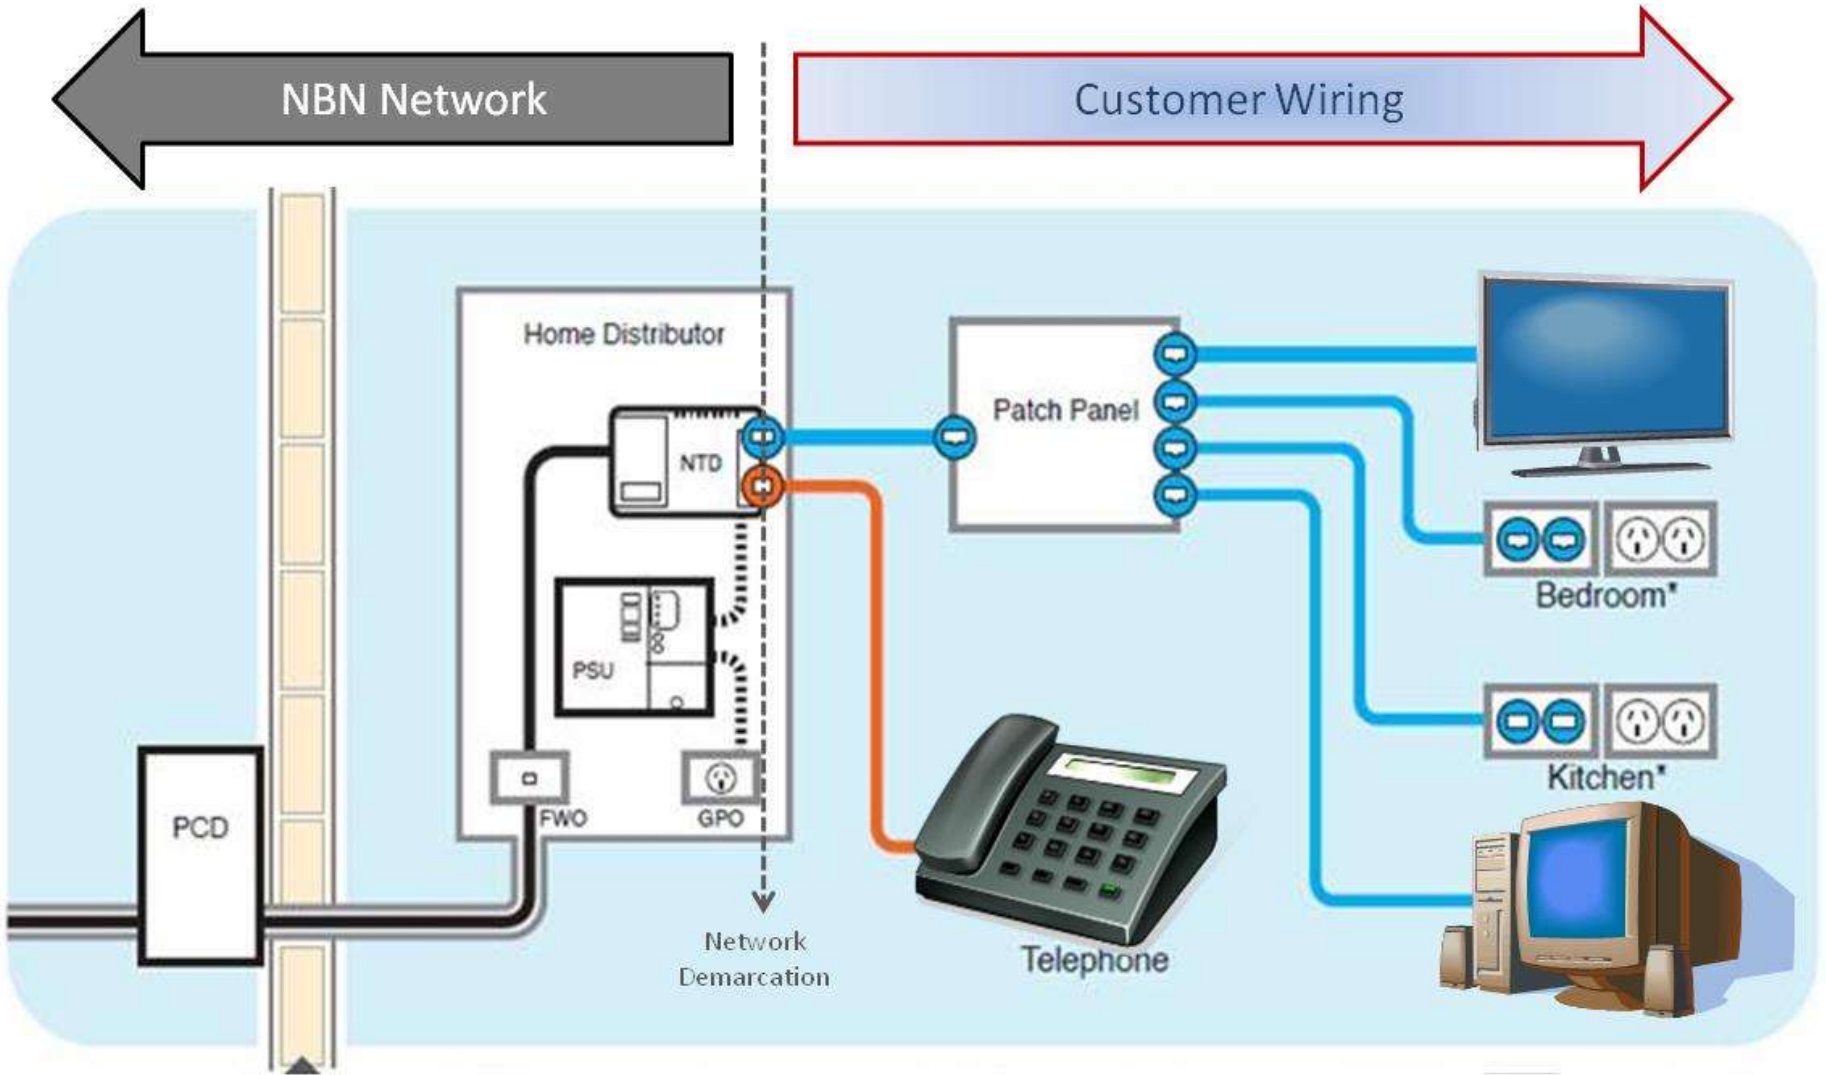 NBN Network
Customer Wiring
Home Distributor
NTD
Patch Panel
PSU
Bedroom*
Kitchen*
FWO
GPO
PCD
Network
Demarcation
Telephone